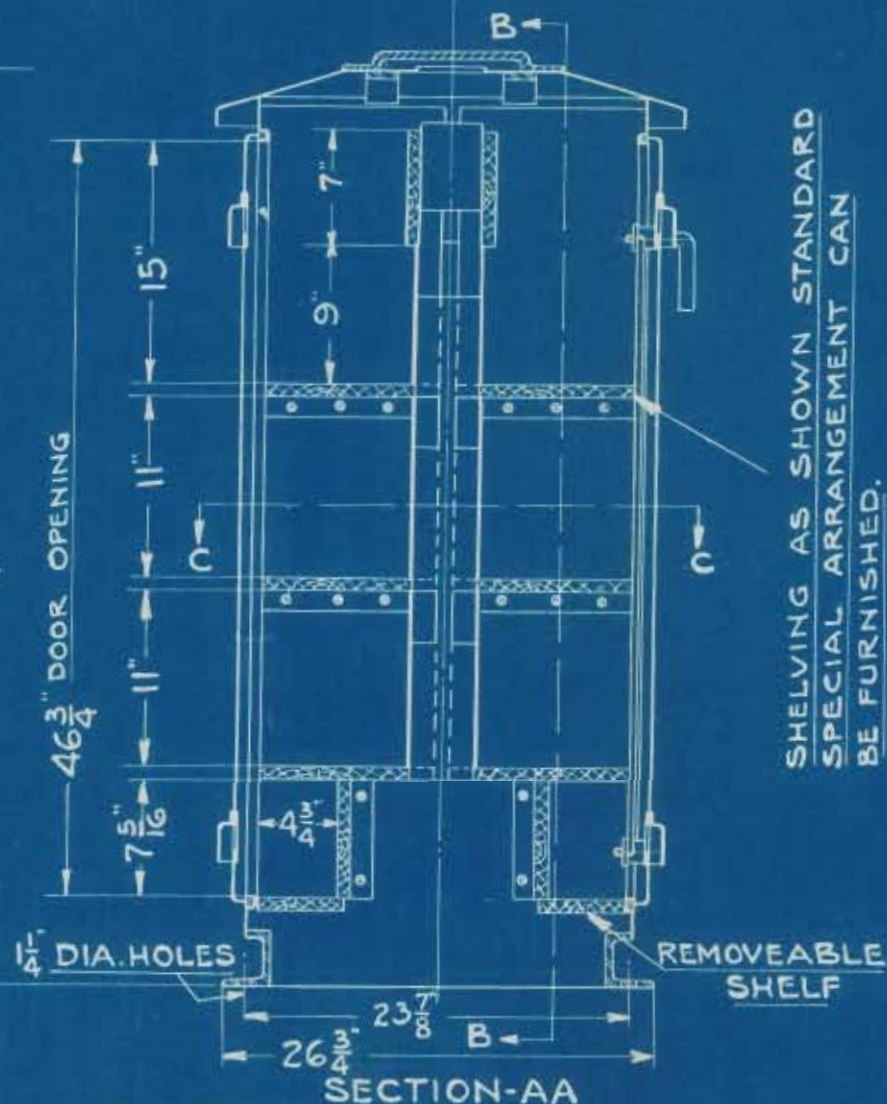 B
7"
15"
9"
SHELVING AS SHOWN STANDARD
SPECIAL ARRANGEMENT CAN
BE FURNISHED.
46 3/4" DOOR OPENING
11"
C
C
11"
7 5/16"
4 3/4"
1 1/4" DIA. HOLES
REMOVEABLE
SHELF
23 7/8"
B
26 3/4"
SECTION-AA